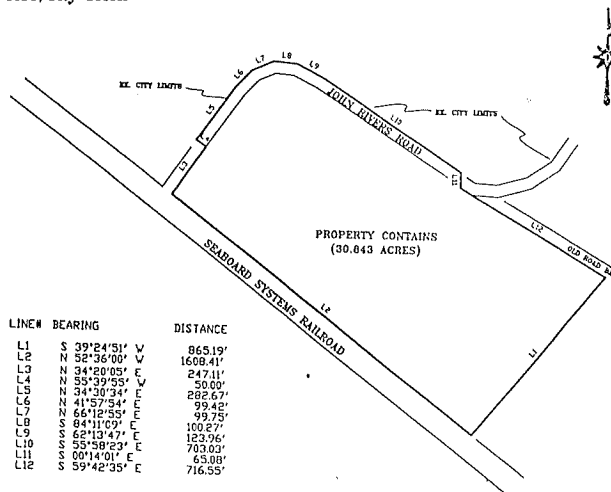 L7
L8
L9
L6
EX. CITY LIMITS
L5
L10
EX. CITY LIMITS
JOHN RIVERS ROAD
L4
L3
L11
L12
OLD ROAD
PROPERTY CONTAINS
(30.843 ACRES)
L2
SEABOARD SYSTEMS RAILROAD
L1
LINE# BEARING DISTANCE
L1 S 39°24'51" W 865.19'
L2 N 52°36'00" W 1608.41'
L3 N 34°20'05" E 247.11'
L4 N 55°39'55" W 50.00'
L5 N 34°30'34" E 282.67'
L6 N 41°57'54" E 99.42'
L7 N 66°12'55" E 99.75'
L8 S 84°11'09" E 100.27'
L9 S 62°13'47" E 123.96'
L10 S 55°58'23" E 703.03'
L11 S 00°14'01" E 65.08'
L12 S 59°42'35" E 716.55'